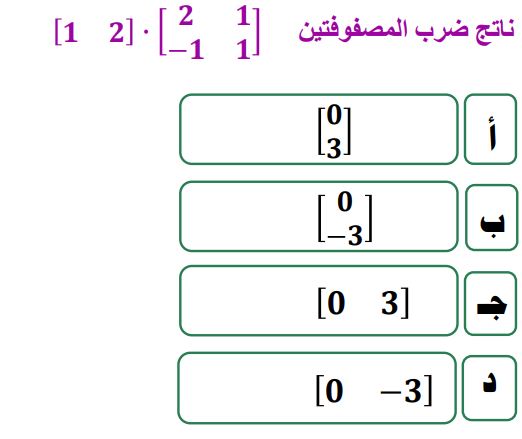 ناتج ضرب المصفوفتين [1 2] · [2 1
−1 1]
أ [0
3]
ب [0
−3]
جـ [0 3]
د [0 −3]